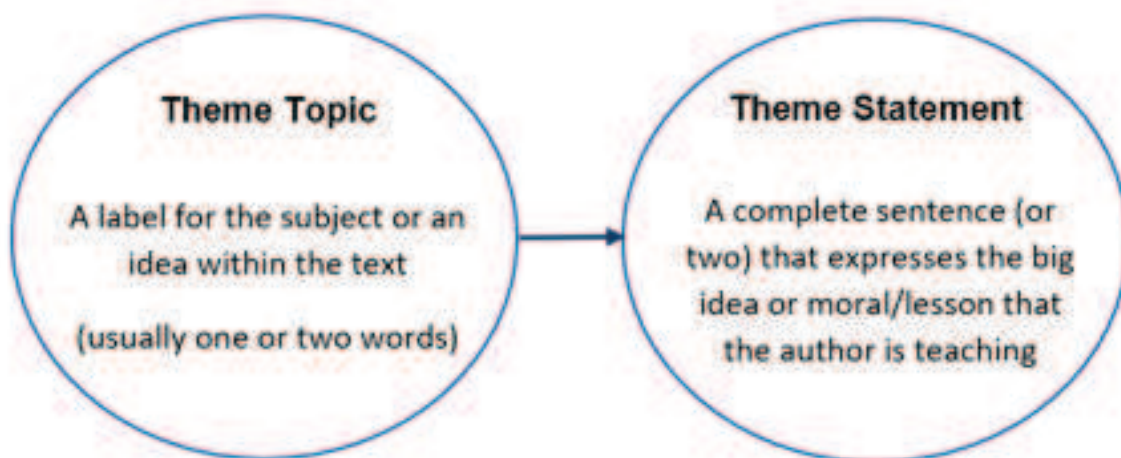 Theme Topic
A label for the subject or an
idea within the text
(usually one or two words)
Theme Statement
A complete sentence (or
two) that expresses the big
idea or moral/lesson that
the author is teaching